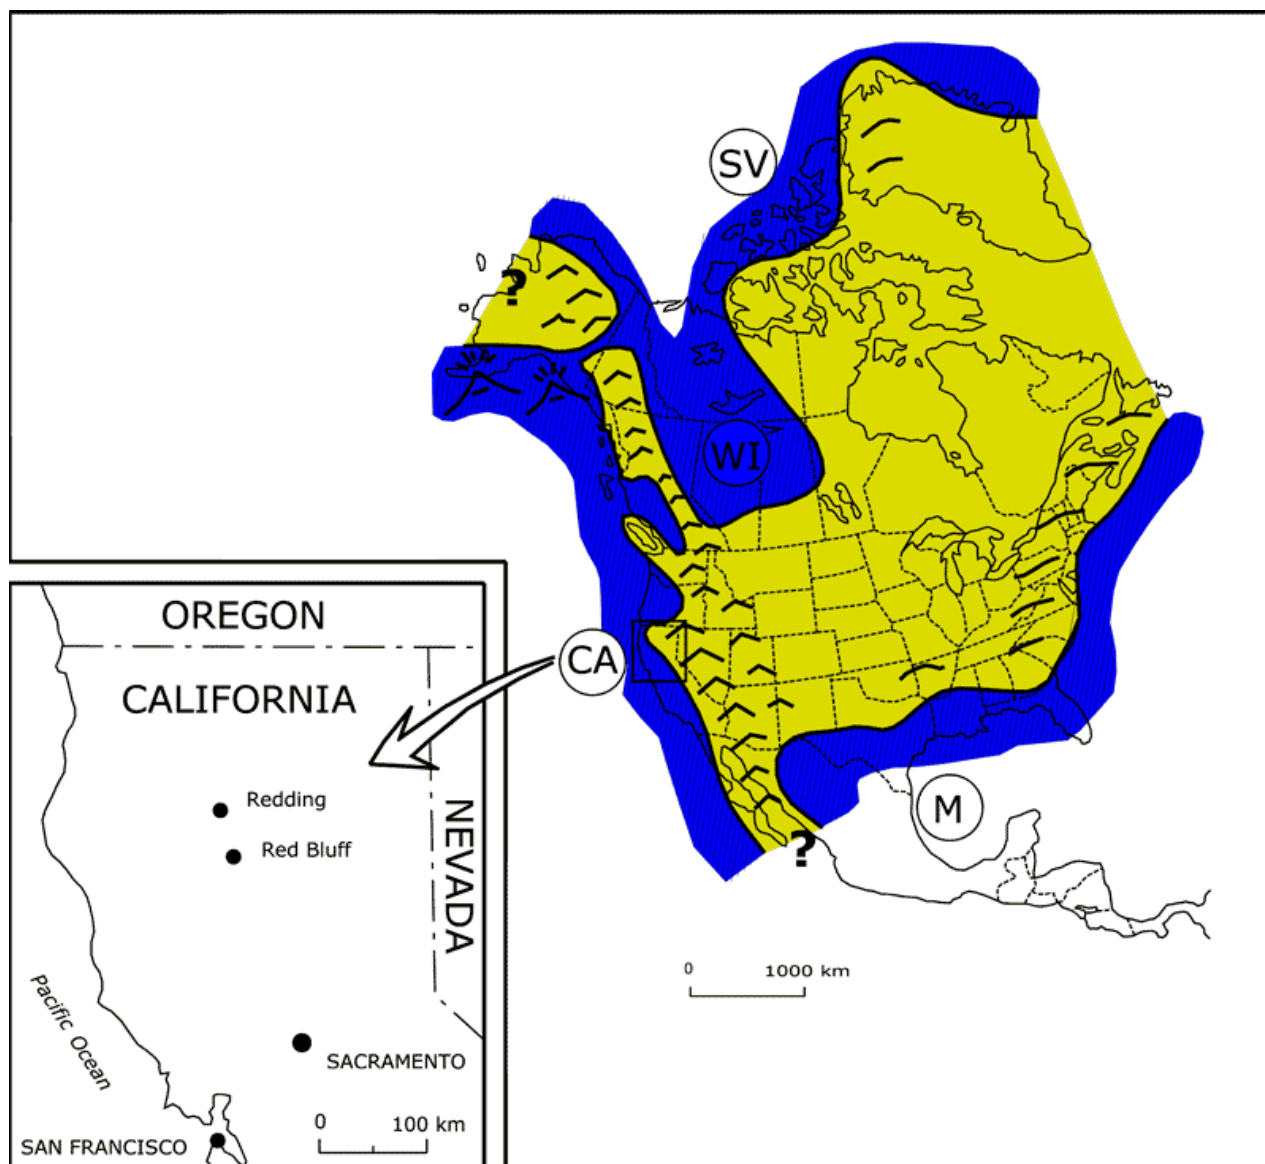 SV
?
WI
CA
M
?
0 1000 km
OREGON
CALIFORNIA
NEVADA
Redding
Red Bluff
Pacific Ocean
SACRAMENTO
0 100 km
SAN FRANCISCO